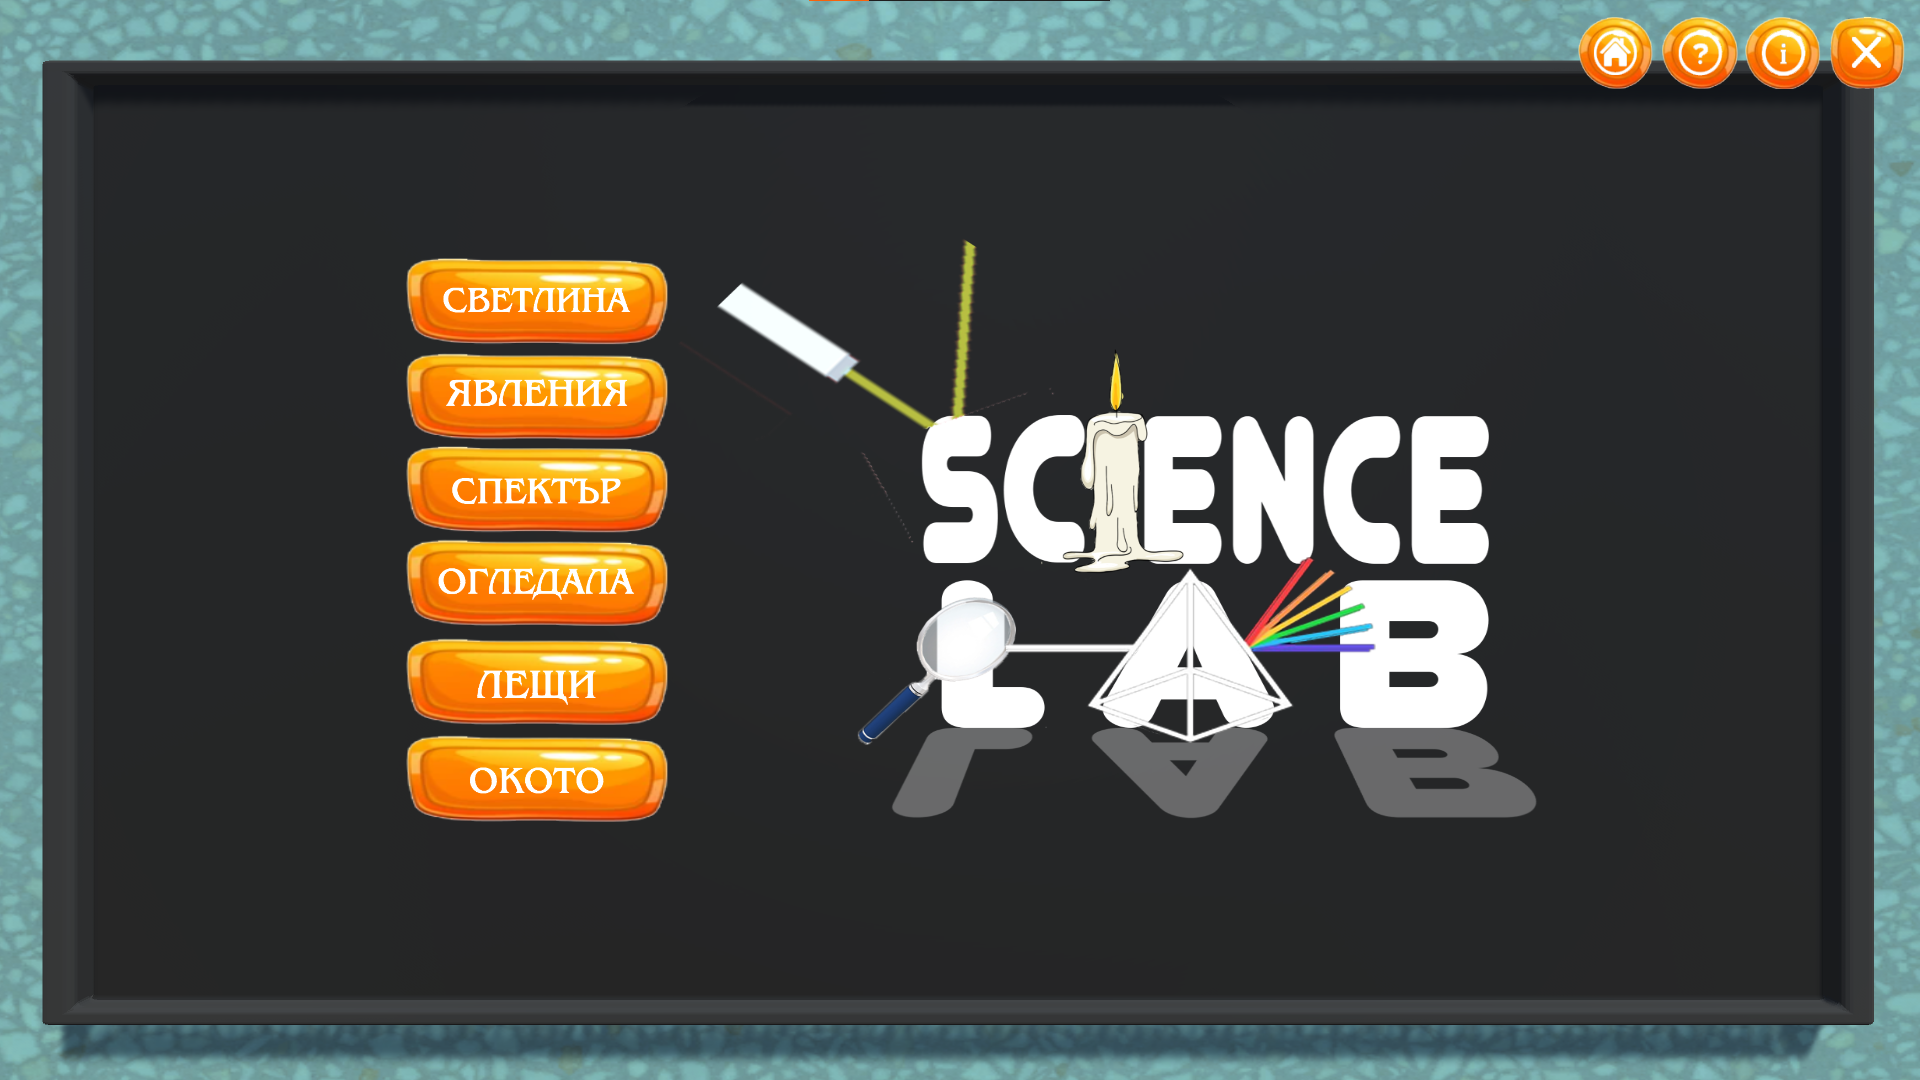 СВЕТЛИНА
ЯВЛЕНИЯ
СПЕКТЪР
ОГЛЕДАЛА
ЛЕЩИ
ОКОТО
SCIENCE
LAB